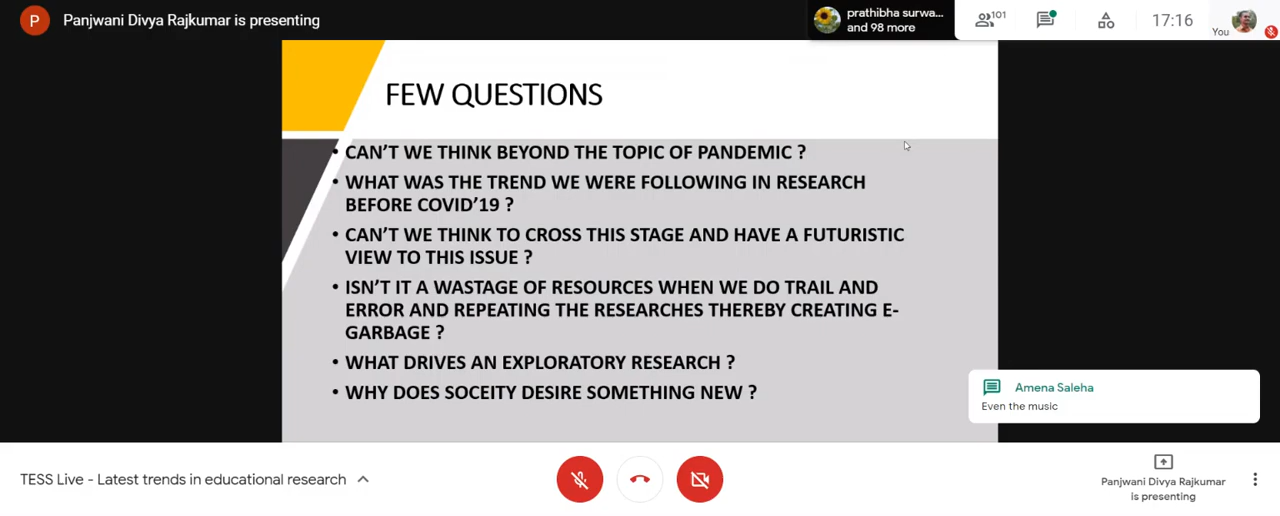 P Panjwani Divya Rajkumar is presenting
prathibha surwa...
and 98 more
101
17:16
You
FEW QUESTIONS
• CAN'T WE THINK BEYOND THE TOPIC OF PANDEMIC ?
• WHAT WAS THE TREND WE WERE FOLLOWING IN RESEARCH
BEFORE COVID'19 ?
• CAN'T WE THINK TO CROSS THIS STAGE AND HAVE A FUTURISTIC
VIEW TO THIS ISSUE ?
• ISN'T IT A WASTAGE OF RESOURCES WHEN WE DO TRAIL AND
ERROR AND REPEATING THE RESEARCHES THEREBY CREATING E-
GARBAGE ?
• WHAT DRIVES AN EXPLORATORY RESEARCH ?
• WHY DOES SOCEITY DESIRE SOMETHING NEW ?
Amena Saleha
Even the music
TESS Live - Latest trends in educational research
Panjwani Divya Rajkumar
is presenting